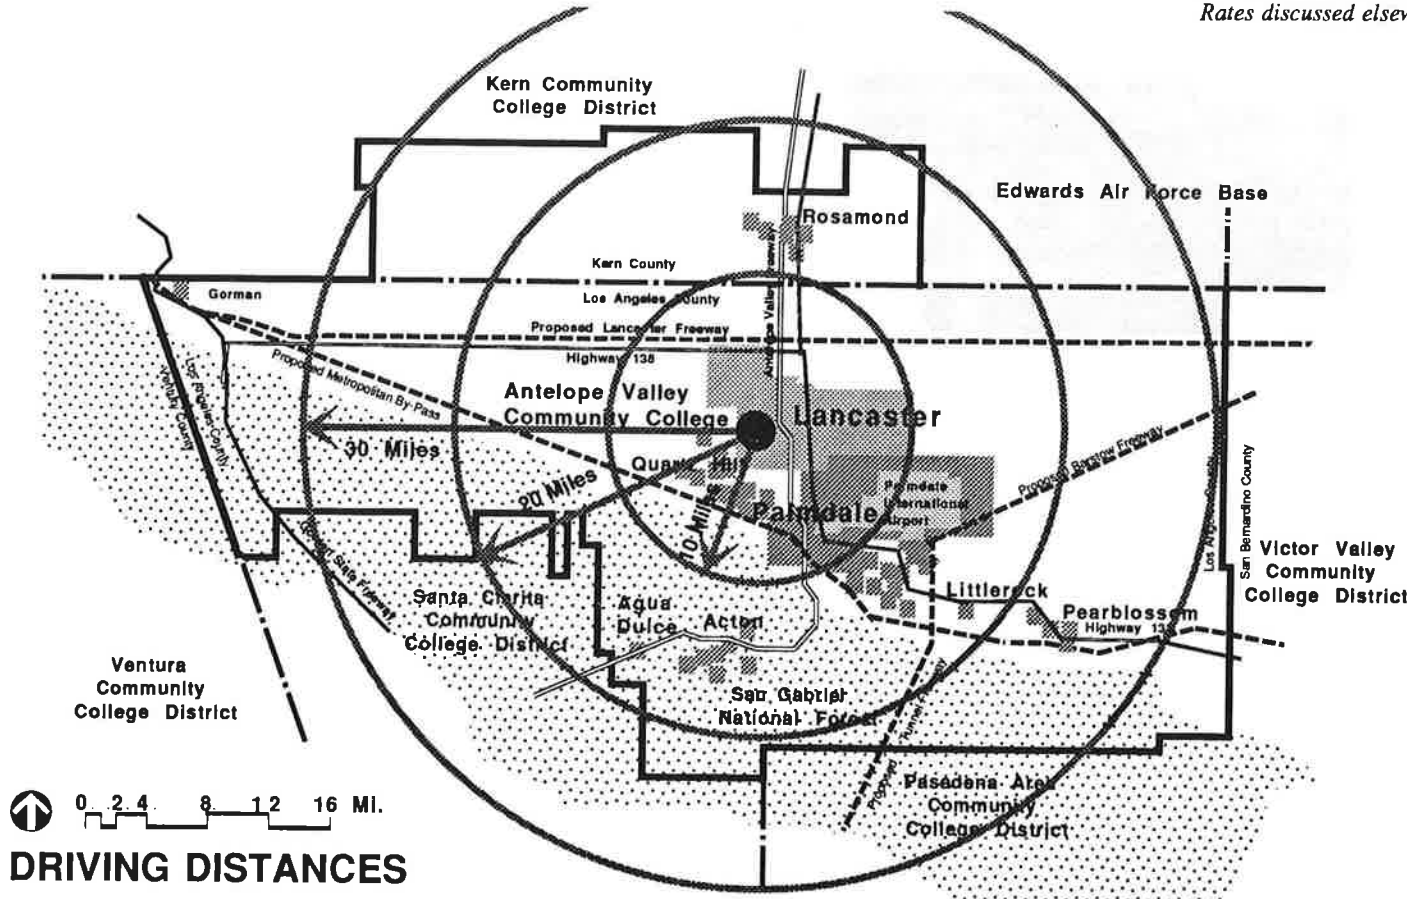 Rates discussed elsew
Kern Community
College District
Edwards Air Force Base
Rosamond
Kern County
Los Angeles County
Gorman
Antelope Valley Freeway
Proposed Lancaster Freeway
Highway 138
Proposed Metropolitan By-Pass
Los Angeles County
Ventura County
Antelope Valley
Community College
Lancaster
30 Miles
Quartz Hill
20 Miles
10 Miles
Palmdale
Palmdale
International
Airport
Proposed Barstow Freeway
Los Angeles County
San Bernardino County
Victor Valley
Community
College District
Littlerock
Pearblossom
Highway 138
Golden State Freeway
Santa Clarita
Community
College District
Agua
Dulce
Acton
San Gabriel
National Forest
Proposed Tunnel Freeway
Ventura
Community
College District
Pasadena Area
Community
College District
0 2 4 8 12 16 Mi.
DRIVING DISTANCES